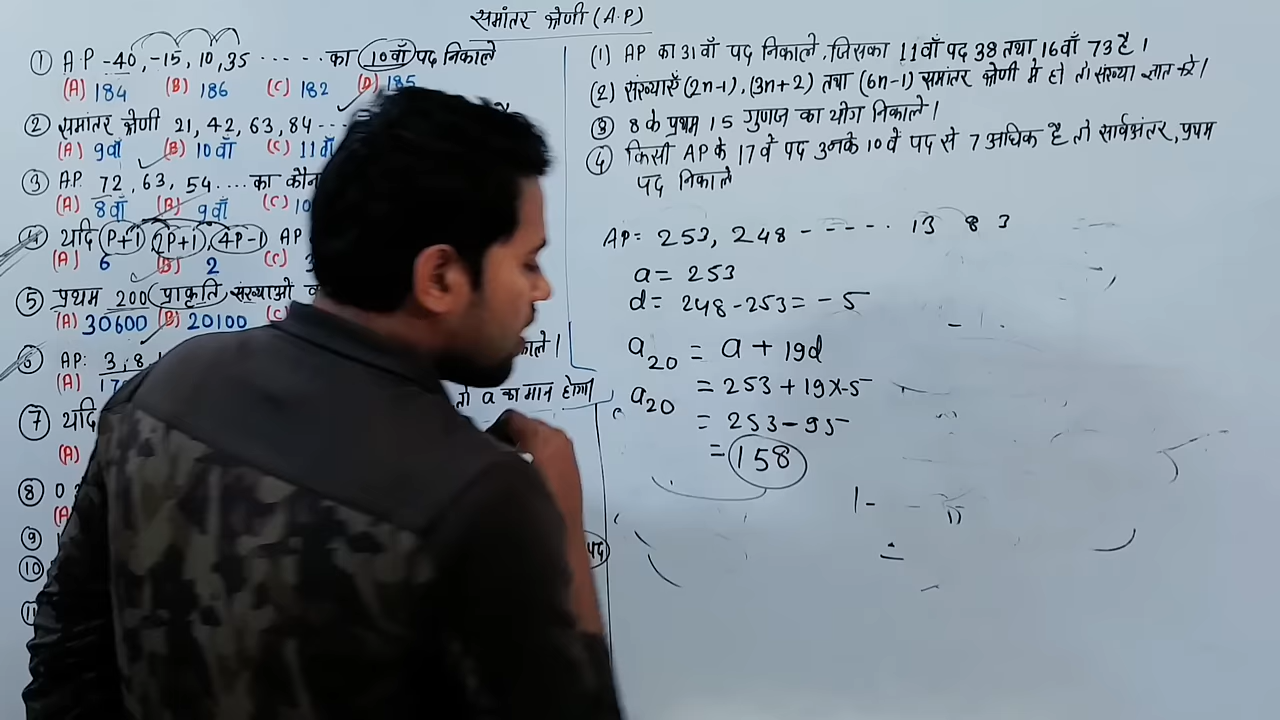 समांतर श्रेणी (A.P)
① A.P -40, -15, 10, 35 ...... का 10वाँ पद निकाले
(A) 184 (B) 186 (C) 182 (D) 185
② समांतर श्रेणी 21, 42, 63, 84 ...
(A) 9वाँ (B) 10वाँ (C) 11वाँ
③ A.P. 72, 63, 54 .... का कौन
(A) 8वाँ (B) 9वाँ (C) 10
④ यदि P+1, 2P+1, 4P-1 AP
(A) 6 (B) 2 (C)
⑤ प्रथम 200 प्राकृति संख्याओं
(A) 30600 (B) 20100 (C)
⑥ AP: 3, 8, निकाले।
(A) 17
⑦ यदि तो a का मान होगा
(A)
⑧ 0
(A)
⑨
⑩ पद
⑪
(1) AP का 31वाँ पद निकाले, जिसका 11वाँ पद 38 तथा 16वाँ 73 है।
(2) संख्याएँ (2n-1), (3n+2) तथा (6n-1) समांतर श्रेणी में हो तो संख्या ज्ञात करे।
③ 8 के प्रथम 15 गुणज का योग निकाले।
④ किसी AP के 17 वे पद उनके 10 वे पद से 7 अधिक है तो सार्वअंतर, प्रथम
पद निकाले
AP = 253, 248 - - - - - . . 13 8 3
a = 253
d = 248-253 = -5
a20 = a + 19d
a20 = 253 + 19x-5
= 253-95
= 158